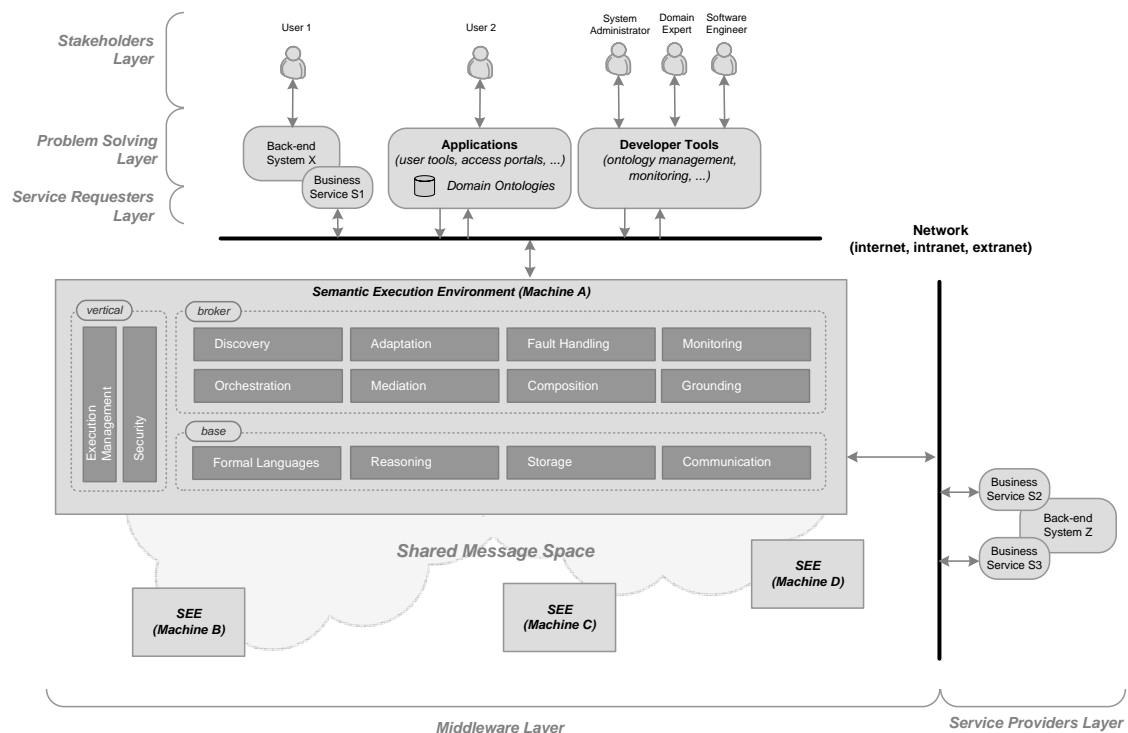 Stakeholders
Layer
User 1
User 2
System
Administrator
Domain
Expert
Software
Engineer
Problem Solving
Layer
Back-end
System X
Business
Service S1
Applications
(user tools, access portals, ...)
Domain Ontologies
Developer Tools
(ontology management,
monitoring, ...)
Service Requesters
Layer
Network
(internet, intranet, extranet)
Semantic Execution Environment (Machine A)
vertical
Execution
Management
Security
broker
Discovery
Adaptation
Fault Handling
Monitoring
Orchestration
Mediation
Composition
Grounding
base
Formal Languages
Reasoning
Storage
Communication
Business
Service S2
Back-end
System Z
Business
Service S3
Shared Message Space
SEE
(Machine B)
SEE
(Machine C)
SEE
(Machine D)
Middleware Layer
Service Providers Layer